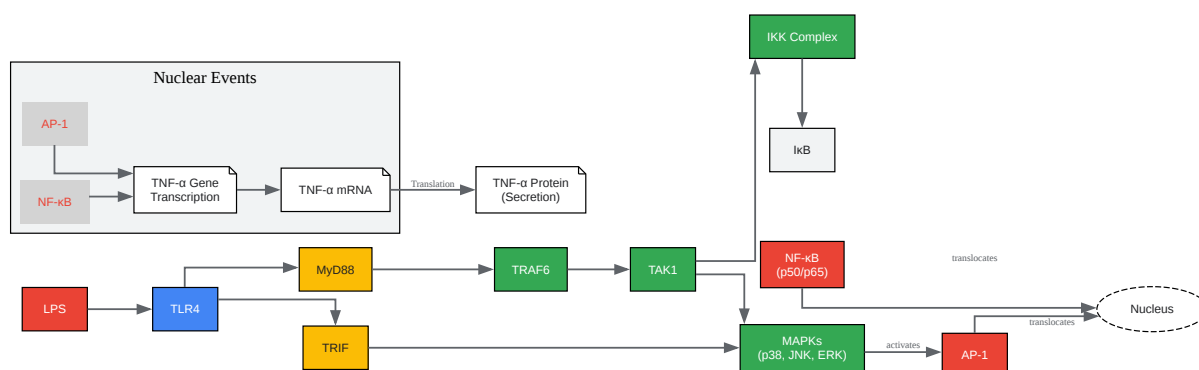 IKK Complex
Nuclear Events
AP-1
IκB
TNF-α Gene
Transcription
TNF-α mRNA
Translation
TNF-α Protein
(Secretion)
NF-κB
MyD88
TRAF6
TAK1
NF-κB
(p50/p65)
translocates
LPS
TLR4
Nucleus
translocates
TRIF
MAPKs
(p38, JNK, ERK)
activates
AP-1